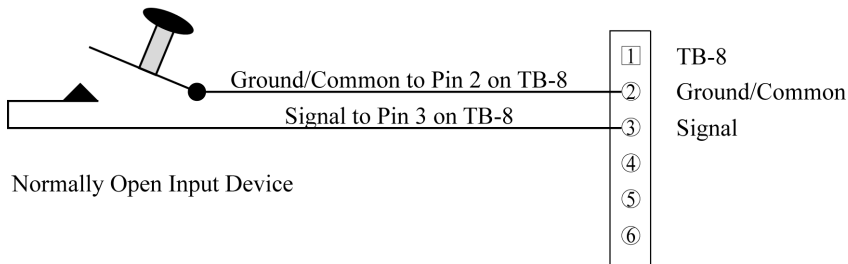 1 TB-8
Ground/Common to Pin 2 on TB-8 2 Ground/Common
Signal to Pin 3 on TB-8 3 Signal
4
Normally Open Input Device
5
6